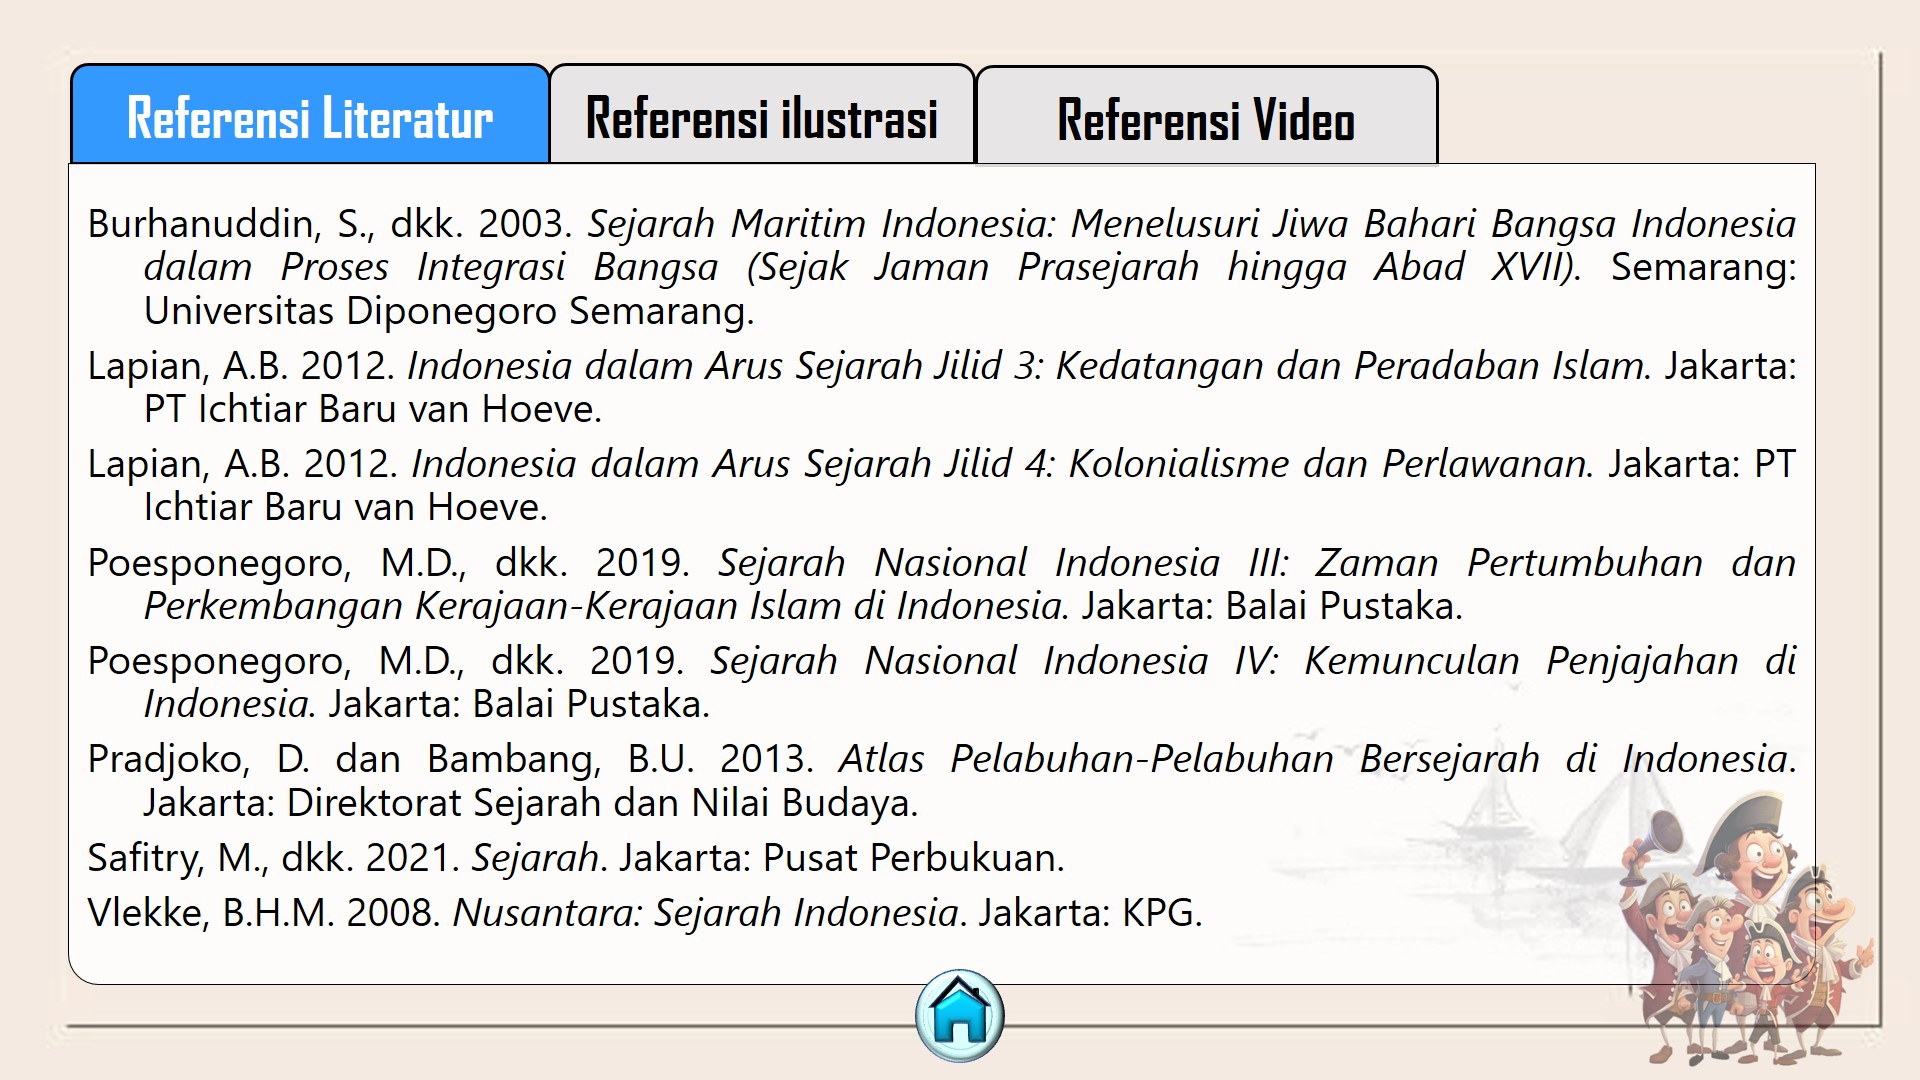 Referensi Literatur
Referensi ilustrasi
Referensi Video
Burhanuddin, S., dkk. 2003. Sejarah Maritim Indonesia: Menelusuri Jiwa Bahari Bangsa Indonesia
dalam Proses Integrasi Bangsa (Sejak Jaman Prasejarah hingga Abad XVII). Semarang:
Universitas Diponegoro Semarang.
Lapian, A.B. 2012. Indonesia dalam Arus Sejarah Jilid 3: Kedatangan dan Peradaban Islam. Jakarta:
PT Ichtiar Baru van Hoeve.
Lapian, A.B. 2012. Indonesia dalam Arus Sejarah Jilid 4: Kolonialisme dan Perlawanan. Jakarta: PT
Ichtiar Baru van Hoeve.
Poesponegoro, M.D., dkk. 2019. Sejarah Nasional Indonesia III: Zaman Pertumbuhan dan
Perkembangan Kerajaan-Kerajaan Islam di Indonesia. Jakarta: Balai Pustaka.
Poesponegoro, M.D., dkk. 2019. Sejarah Nasional Indonesia IV: Kemunculan Penjajahan di
Indonesia. Jakarta: Balai Pustaka.
Pradjoko, D. dan Bambang, B.U. 2013. Atlas Pelabuhan-Pelabuhan Bersejarah di Indonesia.
Jakarta: Direktorat Sejarah dan Nilai Budaya.
Safitry, M., dkk. 2021. Sejarah. Jakarta: Pusat Perbukuan.
Vlekke, B.H.M. 2008. Nusantara: Sejarah Indonesia. Jakarta: KPG.